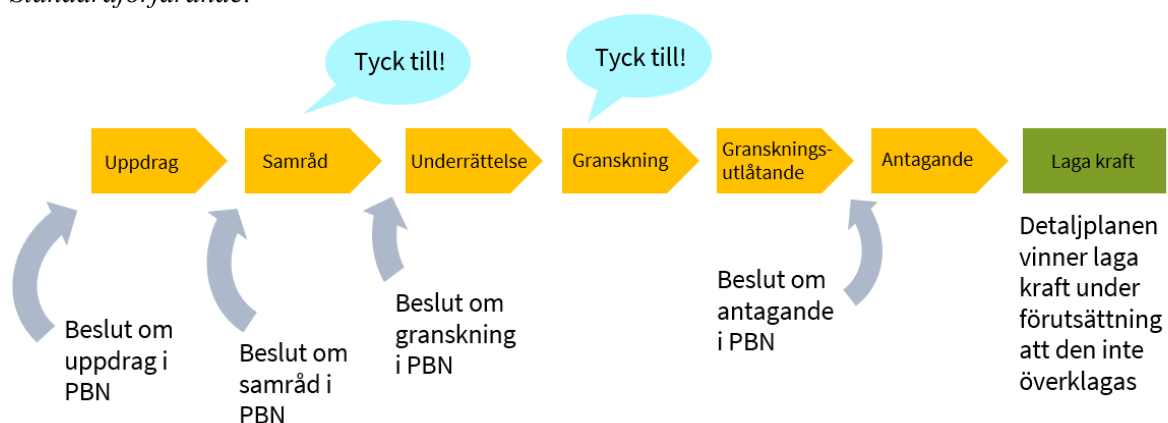 Standardförfarande:
Tyck till!
Tyck till!
Uppdrag
Samråd
Underrättelse
Granskning
Gransknings-
utlåtande
Antagande
Laga kraft
Beslut om
uppdrag i
PBN
Beslut om
samråd i
PBN
Beslut om
granskning
i PBN
Beslut om
antagande
i PBN
Detaljplanen
vinner laga
kraft under
förutsättning
att den inte
överklagas